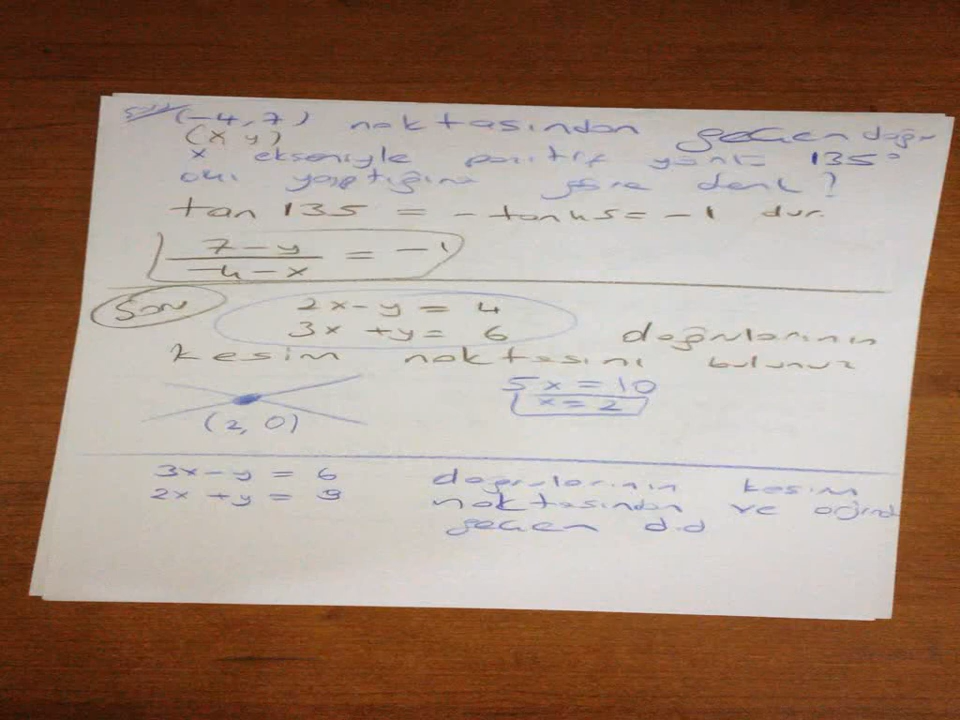 (-4,7) noktasından geçen doğru
(x y)
x ekseniyle pozitif yönt= 135°
açı yaptığına göre denk?
tan 135 = -tan45 = -1 dur.
7-y / -4-x = -1
Soru 2x-y = 4
3x +y= 6 doğrularının
kesim noktasını bulunuz
5x=10
x=2
(2, 0)
3x-y = 6 doğrularının kesim
2x +y = 9 noktasından ve orjind
geçen d.d